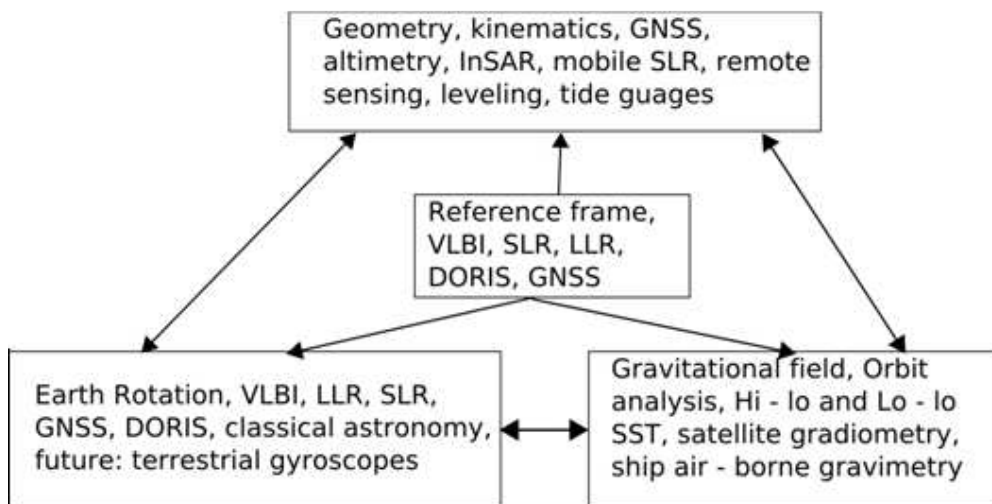 Geometry, kinematics, GNSS,
altimetry, InSAR, mobile SLR, remote
sensing, leveling, tide guages
Reference frame,
VLBI, SLR, LLR,
DORIS, GNSS
Earth Rotation, VLBI, LLR, SLR,
GNSS, DORIS, classical astronomy,
future: terrestrial gyroscopes
Gravitational field, Orbit
analysis, Hi - lo and Lo - lo
SST, satellite gradiometry,
ship air - borne gravimetry